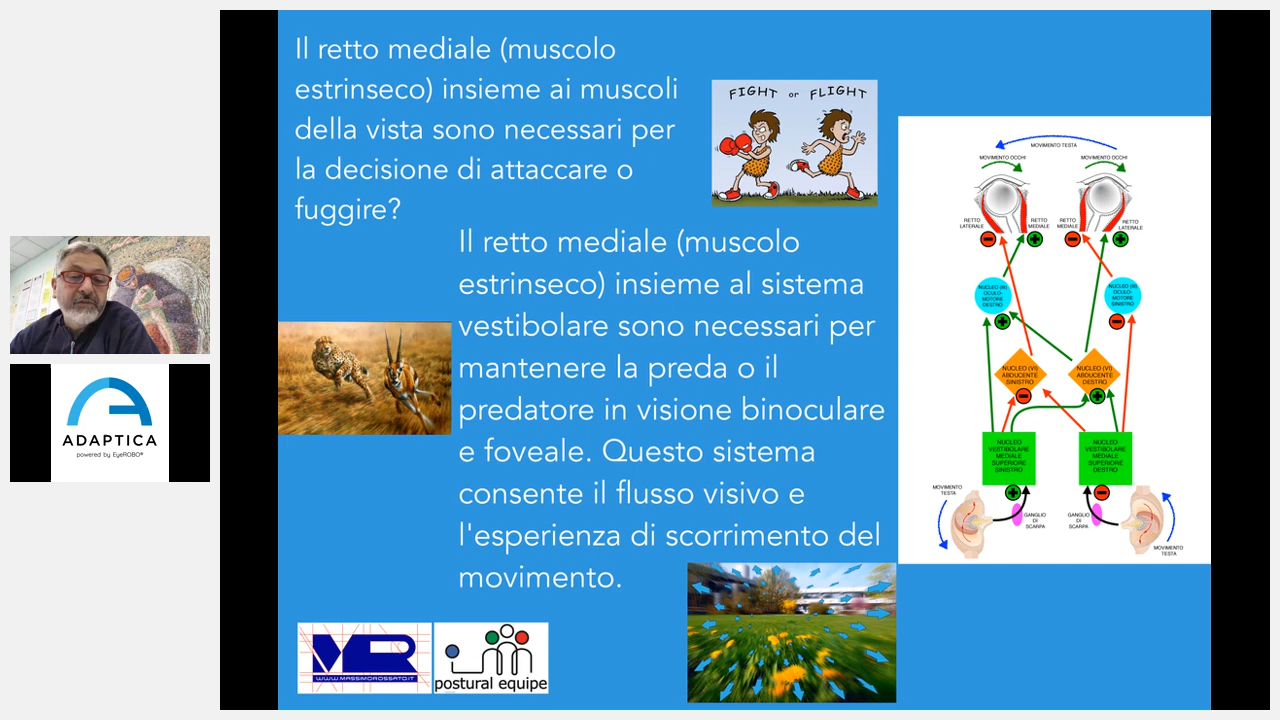 Il retto mediale (muscolo
estrinseco) insieme ai muscoli
della vista sono necessari per
la decisione di attaccare o
fuggire?
FIGHT or FLIGHT
Il retto mediale (muscolo
estrinseco) insieme al sistema
vestibolare sono necessari per
mantenere la preda o il
predatore in visione binoculare
e foveale. Questo sistema
consente il flusso visivo e
l'esperienza di scorrimento del
movimento.
MOVIMENTO TESTA
MOVIMENTO OCCHI
MOVIMENTO OCCHI
RETTO
LATERALE
RETTO
MEDIALE
RETTO
MEDIALE
RETTO
LATERALE
NUCLEO (III)
OCULO-
MOTORE
DESTRO
NUCLEO (III)
OCULO-
MOTORE
SINISTRO
NUCLEO (VI)
ABDUCENTE
SINISTRO
NUCLEO (VI)
ABDUCENTE
DESTRO
NUCLEO
VESTIBOLARE
MEDIALE
SUPERIORE
SINISTRO
NUCLEO
VESTIBOLARE
MEDIALE
SUPERIORE
DESTRO
MOVIMENTO
TESTA
GANGLIO
DI
SCARPA
GANGLIO
DI
SCARPA
MOVIMENTO
TESTA
ADAPTICA
powered by EyeROBO®
MR
WWW.MASSIMOROSSATO.IT
postural equipe